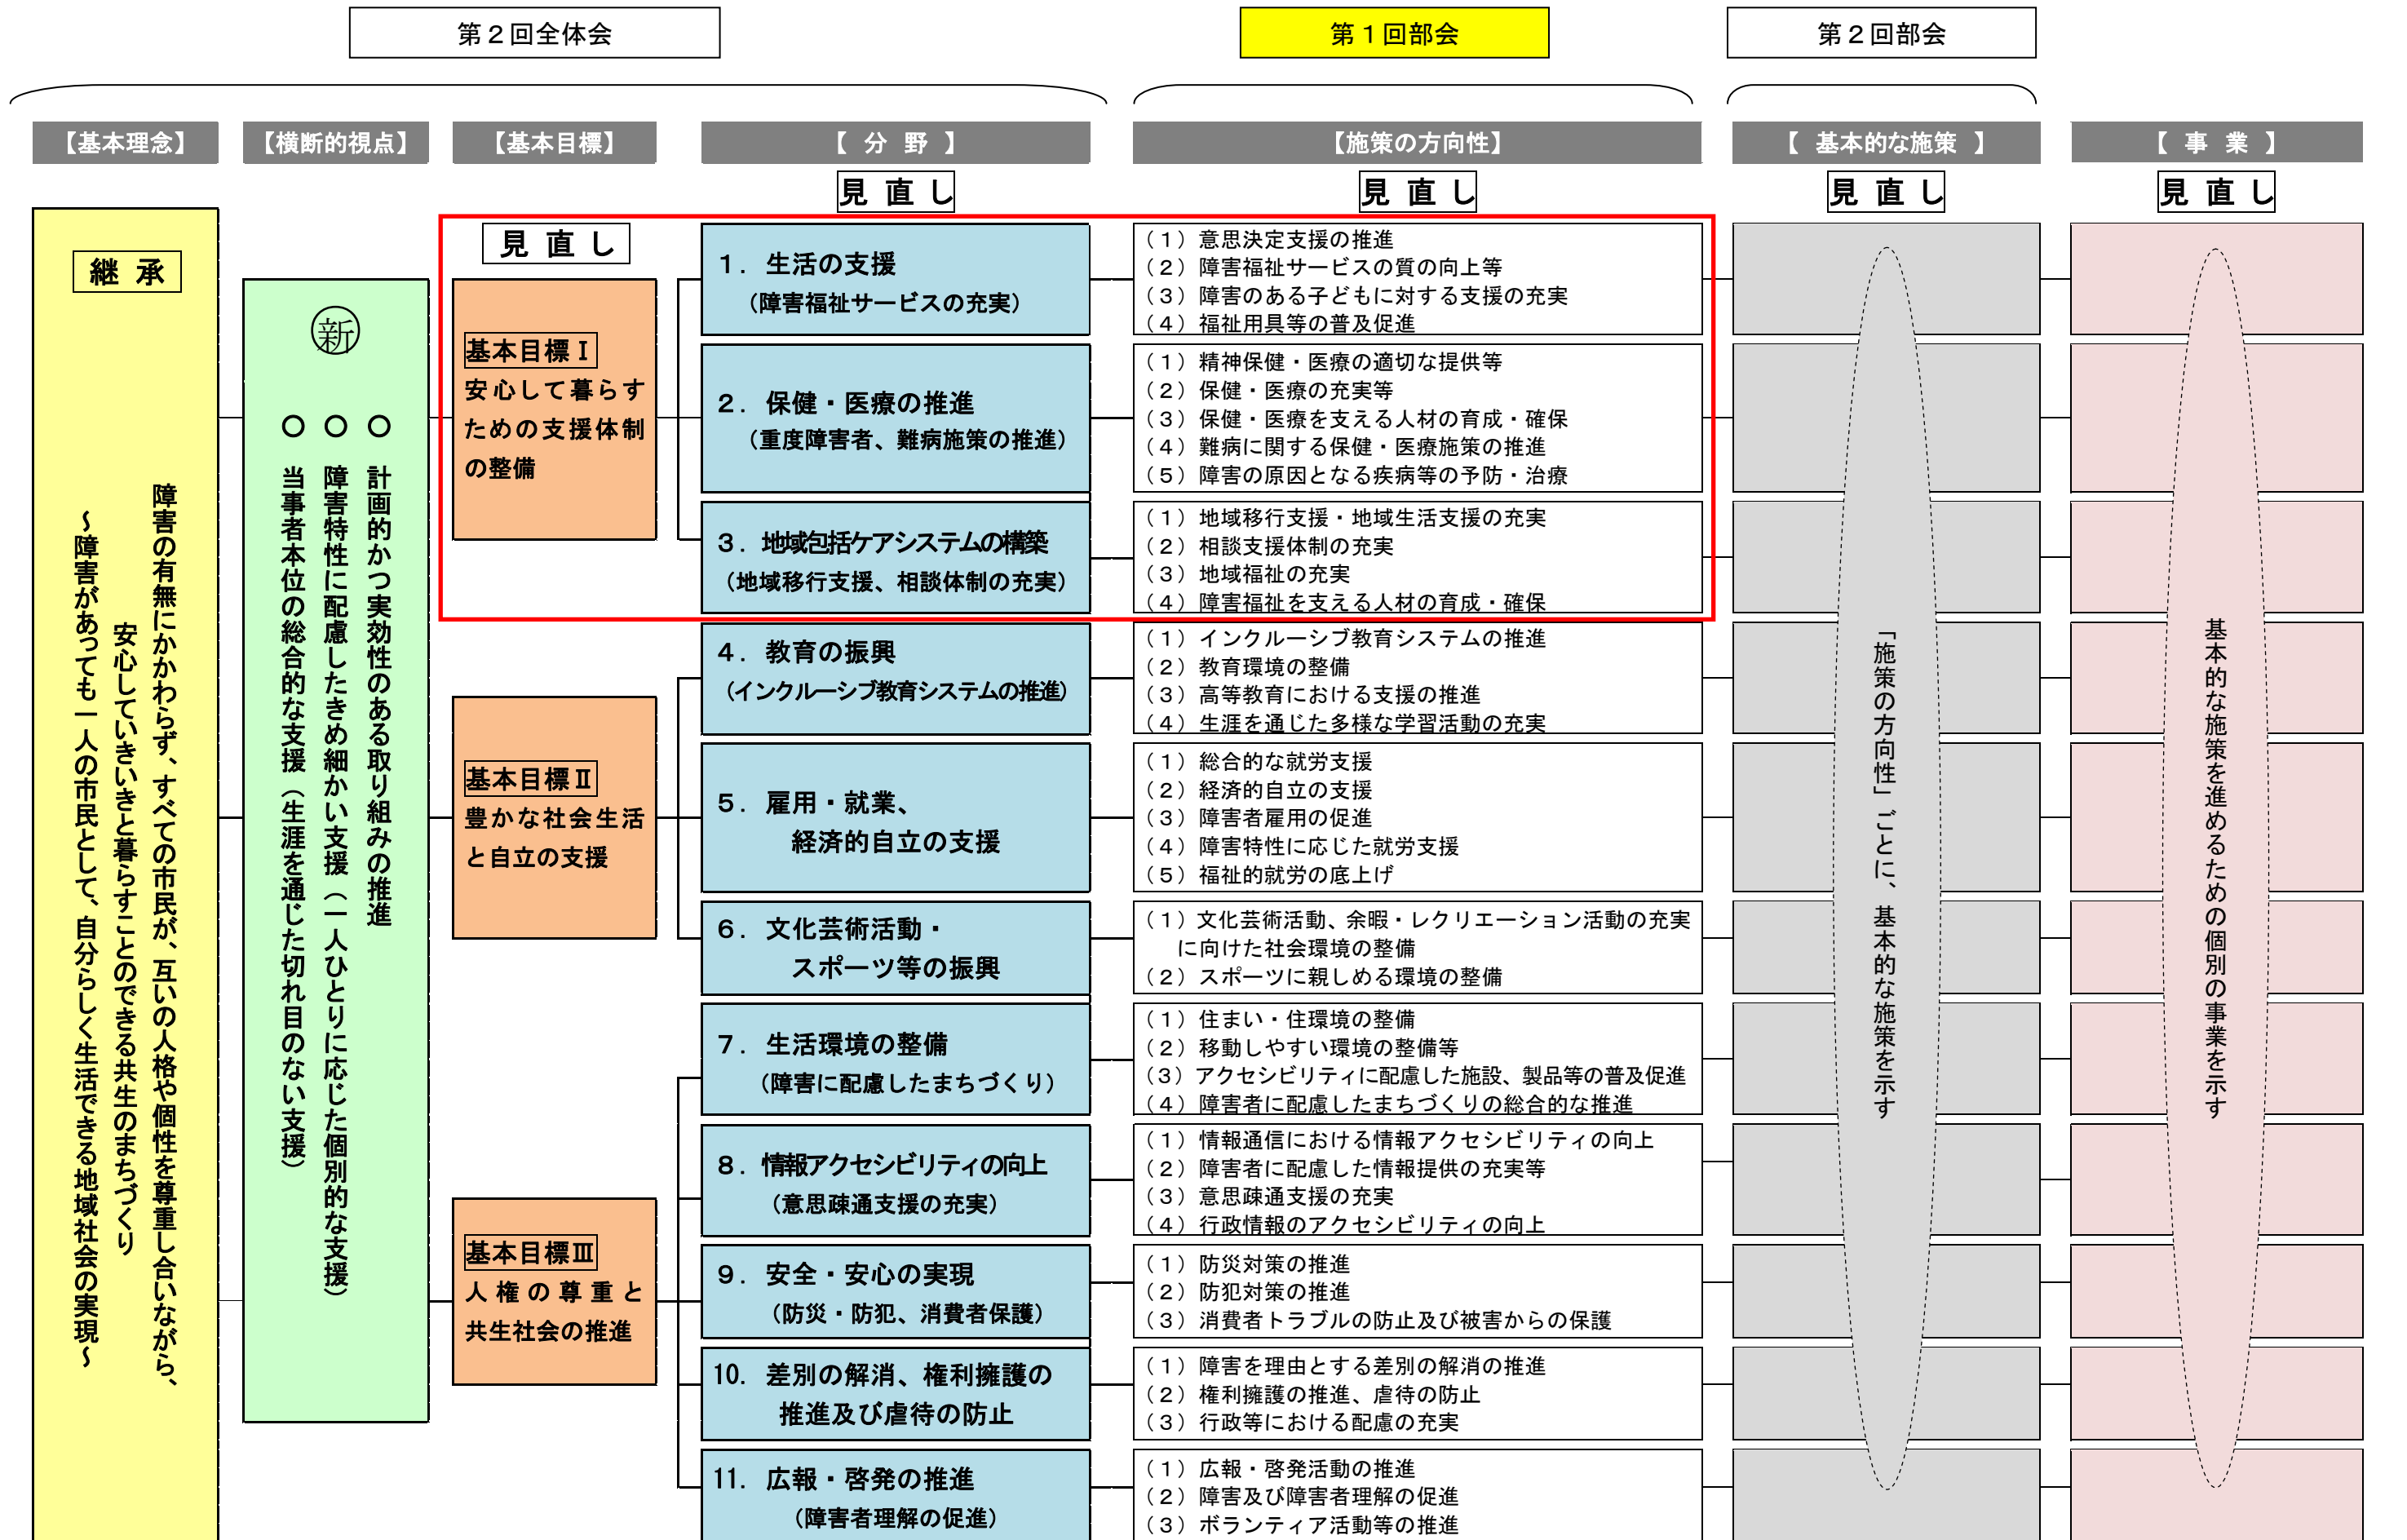 第２回全体会
第１回部会
第２回部会
【基本理念】
【横断的視点】
【基本目標】
【 分 野 】
【施策の方向性】
【 基本的な施策 】
【 事 業 】
見 直 し
見 直 し
見 直 し
見 直 し
継 承
障害の有無にかかわらず、すべての市民が、互いの人格や個性を尊重し合いながら、
安心していきいきと暮らすことのできる共生のまちづくり
～障害があっても一人の市民として、自分らしく生活できる地域社会の実現～
新
○ 計画的かつ実効性のある取り組みの推進
○ 障害特性に配慮したきめ細かい支援（一人ひとりに応じた個別的な支援）
○ 当事者本位の総合的な支援（生涯を通じた切れ目のない支援）
見 直 し
基本目標Ⅰ
安心して暮らす
ための支援体制
の整備
１．生活の支援
（障害福祉サービスの充実）
（１）意思決定支援の推進
（２）障害福祉サービスの質の向上等
（３）障害のある子どもに対する支援の充実
（４）福祉用具等の普及促進
２．保健・医療の推進
（重度障害者、難病施策の推進）
（１）精神保健・医療の適切な提供等
（２）保健・医療の充実等
（３）保健・医療を支える人材の育成・確保
（４）難病に関する保健・医療施策の推進
（５）障害の原因となる疾病等の予防・治療
３．地域包括ケアシステムの構築
（地域移行支援、相談体制の充実）
（１）地域移行支援・地域生活支援の充実
（２）相談支援体制の充実
（３）地域福祉の充実
（４）障害福祉を支える人材の育成・確保
基本目標Ⅱ
豊かな社会生活
と自立の支援
４．教育の振興
（インクルーシブ教育システムの推進）
（１）インクルーシブ教育システムの推進
（２）教育環境の整備
（３）高等教育における支援の推進
（４）生涯を通じた多様な学習活動の充実
５．雇用・就業、
経済的自立の支援
（１）総合的な就労支援
（２）経済的自立の支援
（３）障害者雇用の促進
（４）障害特性に応じた就労支援
（５）福祉的就労の底上げ
６．文化芸術活動・
スポーツ等の振興
（１）文化芸術活動、余暇・レクリエーション活動の充実
に向けた社会環境の整備
（２）スポーツに親しめる環境の整備
基本目標Ⅲ
人権の尊重と
共生社会の推進
７．生活環境の整備
（障害に配慮したまちづくり）
（１）住まい・住環境の整備
（２）移動しやすい環境の整備等
（３）アクセシビリティに配慮した施設、製品等の普及促進
（４）障害者に配慮したまちづくりの総合的な推進
８．情報アクセシビリティの向上
（意思疎通支援の充実）
（１）情報通信における情報アクセシビリティの向上
（２）障害者に配慮した情報提供の充実等
（３）意思疎通支援の充実
（４）行政情報のアクセシビリティの向上
９．安全・安心の実現
（防災・防犯、消費者保護）
（１）防災対策の推進
（２）防犯対策の推進
（３）消費者トラブルの防止及び被害からの保護
10．差別の解消、権利擁護の
推進及び虐待の防止
（１）障害を理由とする差別の解消の推進
（２）権利擁護の推進、虐待の防止
（３）行政等における配慮の充実
11．広報・啓発の推進
（障害者理解の促進）
（１）広報・啓発活動の推進
（２）障害及び障害者理解の促進
（３）ボランティア活動等の推進
「施策の方向性」ごとに、基本的な施策を示す
基本的な施策を進めるための個別の事業を示す